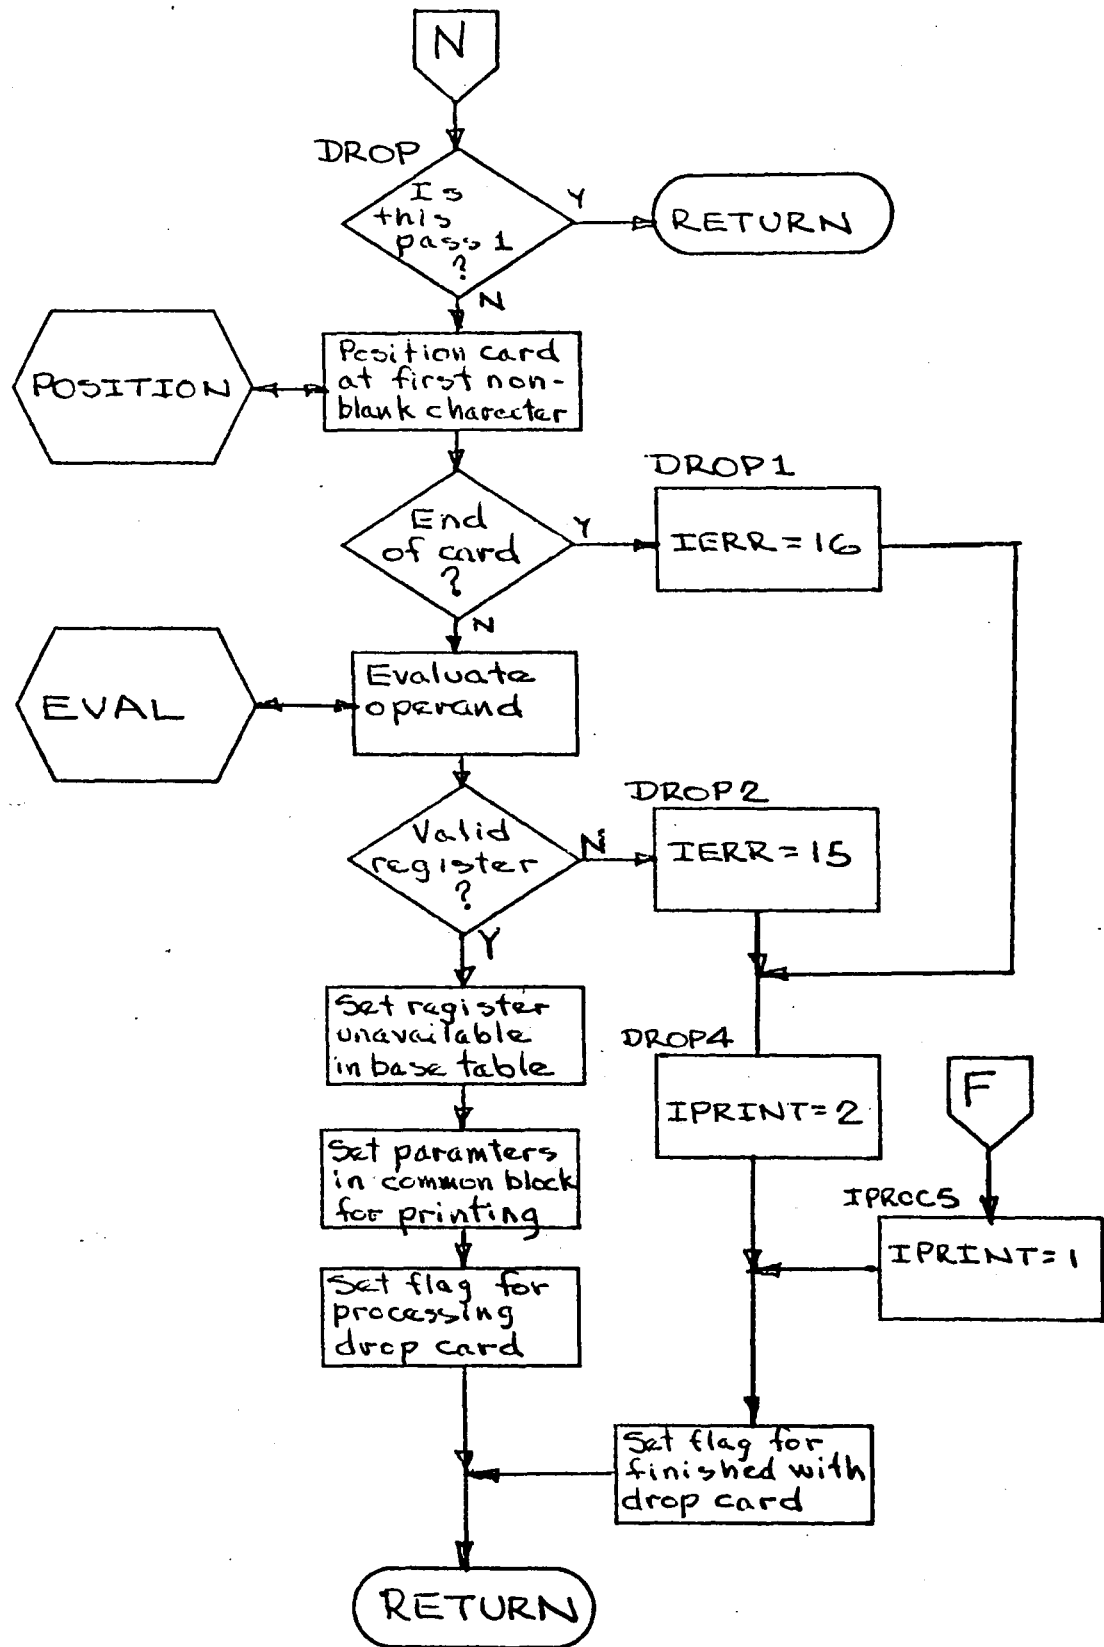 N
DROP
Is
this
pass 1
?
Y
RETURN
N
POSITION
Position card
at first non-
blank character
DROP1
End
of card
?
Y
IERR = 16
N
EVAL
Evaluate
operand
DROP2
Valid
register
?
N
IERR = 15
Y
Set register
unavailable
in base table
DROP4
IPRINT=2
F
Set paramters
in common block
for printing
IPROC5
IPRINT=1
Set flag for
processing
drop card
Set flag for
finished with
drop card
RETURN